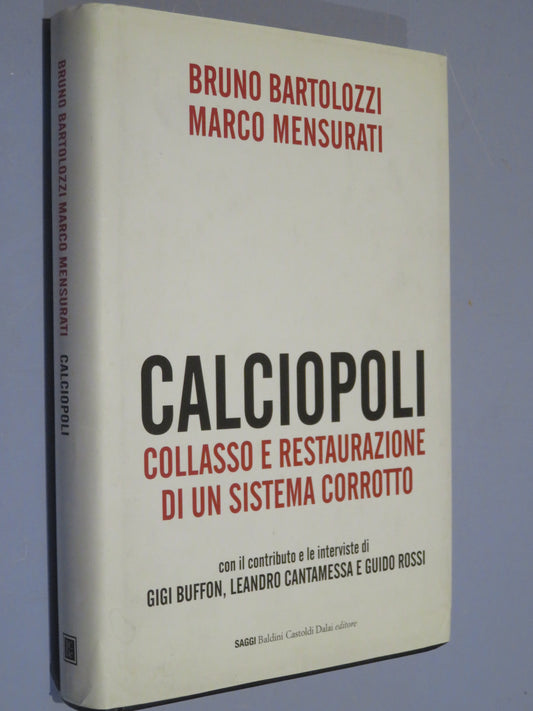 BRUNO BARTOLOZZI MARCO MENSURATI CALCIOPOLI
BRUNO BARTOLOZZI
MARCO MENSURATI
CALCIOPOLI
COLLASSO E RESTAURAZIONE
DI UN SISTEMA CORROTTO
con il contributo e le interviste di
GIGI BUFFON, LEANDRO CANTAMESSA E GUIDO ROSSI
SAGGI Baldini Castoldi Dalai editore